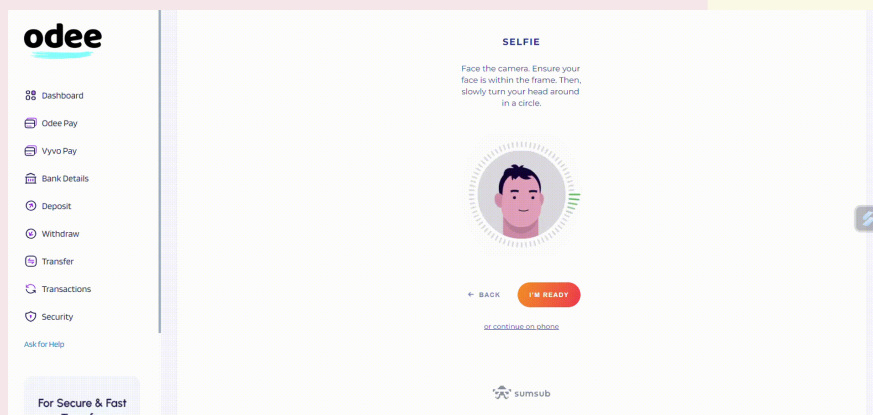 odee
Dashboard
Odee Pay
Vyvo Pay
Bank Details
Deposit
Withdraw
Transfer
Transactions
Security
Ask for Help
For Secure & Fast
SELFIE
Face the camera. Ensure your
face is within the frame. Then,
slowly turn your head around
in a circle.
← BACK
I'M READY
or continue on phone
sumsub